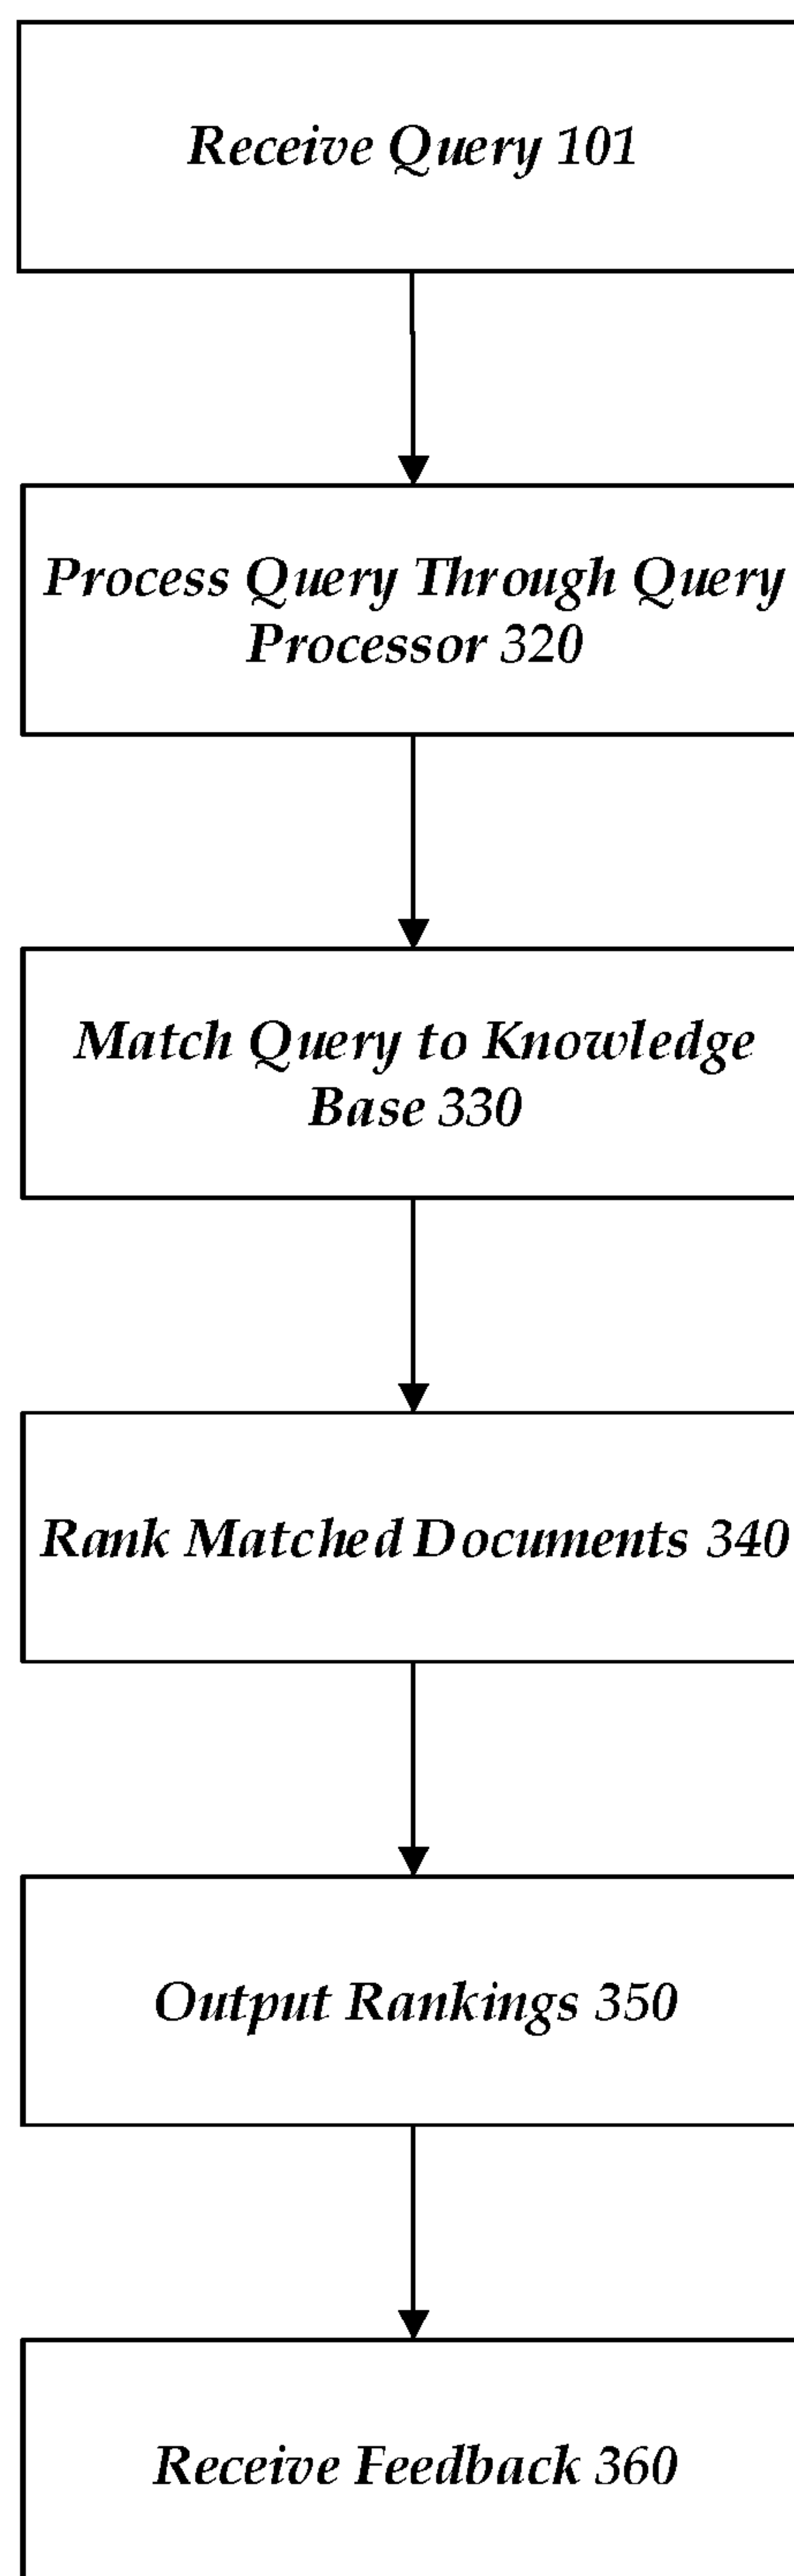 Receive Query 101
Process Query Through Query
Processor 320
Match Query to Knowledge
Base 330
Rank Matched Documents 340
Output Rankings 350
Receive Feedback 360